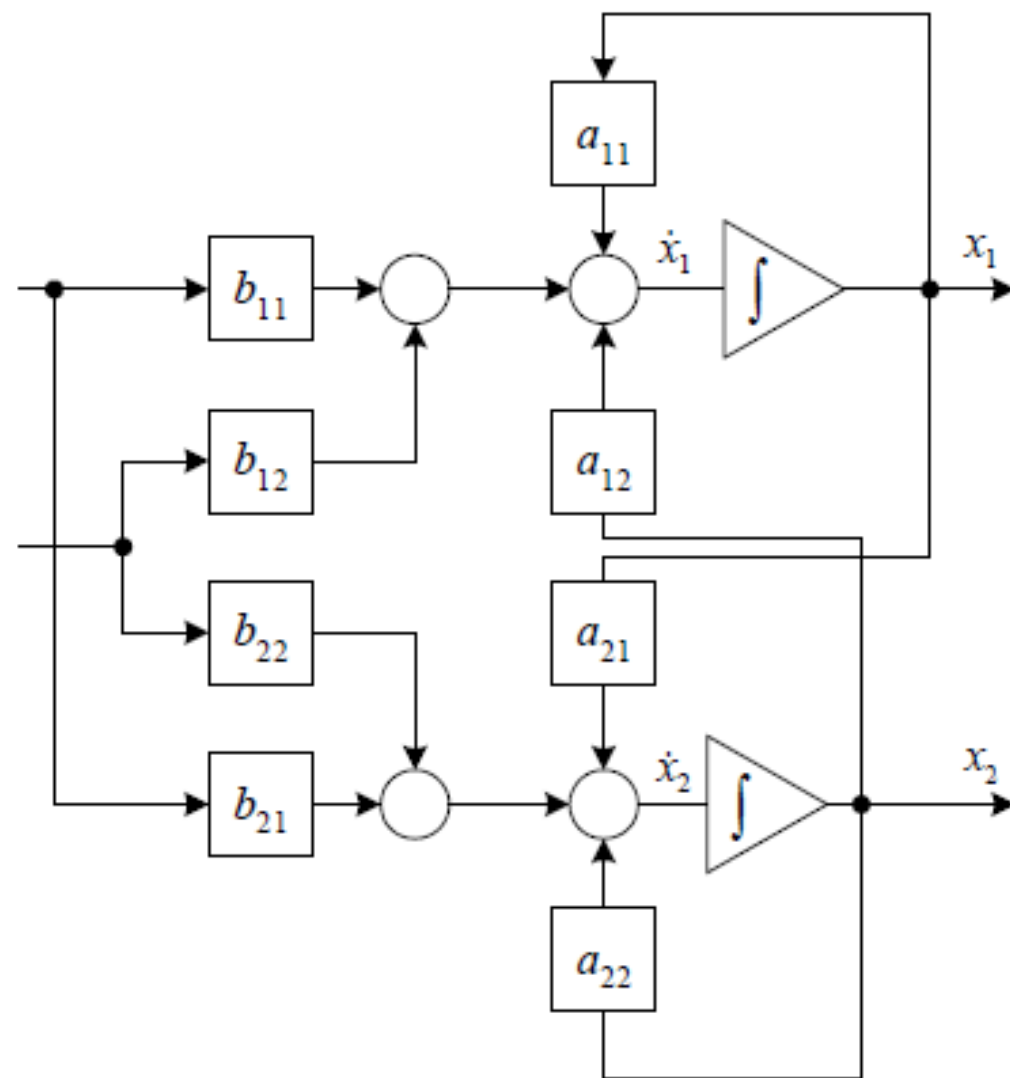 a₁₁
ẋ₁ ∫ x₁
b₁₁
b₁₂ a₁₂
b₂₂ a₂₁
ẋ₂ ∫ x₂
b₂₁
a₂₂